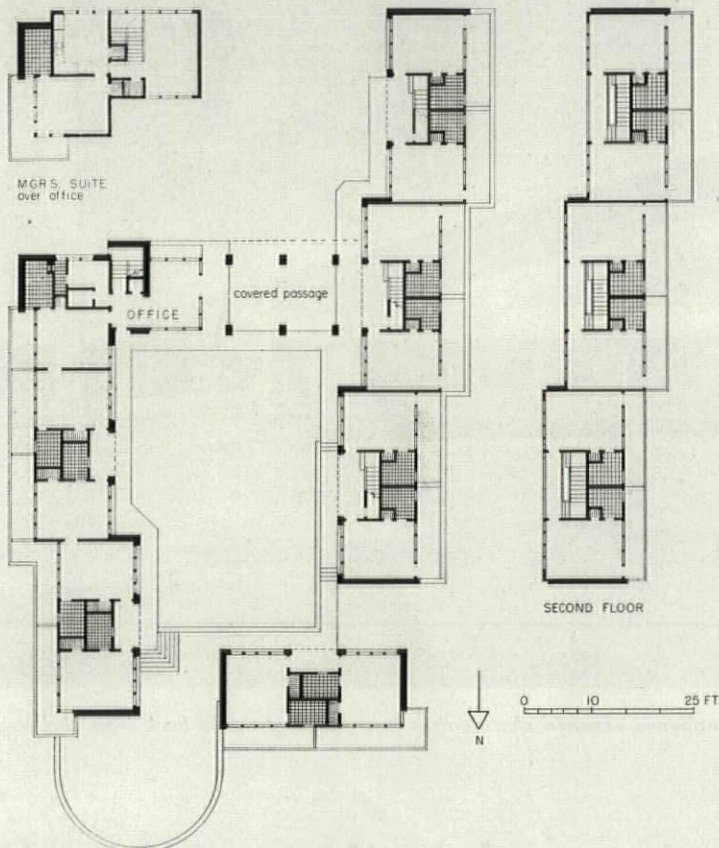 MGRS. SUITE
over office
OFFICE
covered passage
SECOND FLOOR
N
0 10 25 FT.